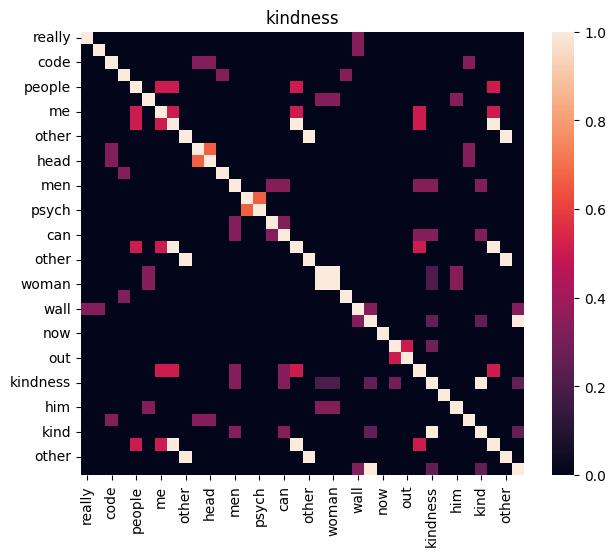 kindness
really
code
people
me
other
head
men
psych
can
other
woman
wall
now
out
kindness
him
kind
other
1.0
0.8
0.6
0.4
0.2
0.0
really
code
people
me
other
head
men
psych
can
other
woman
wall
now
out
kindness
him
kind
other